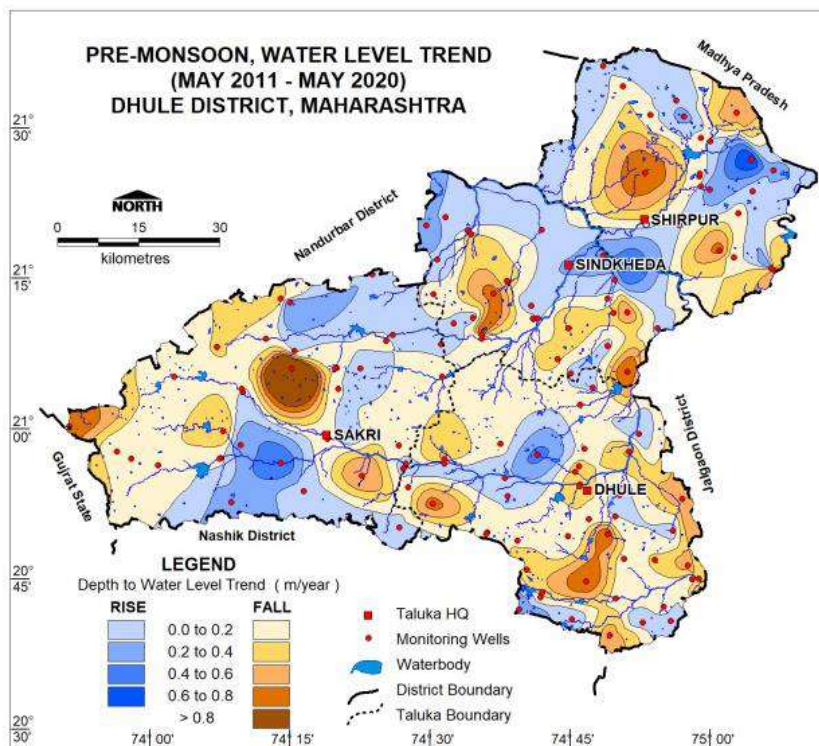 PRE-MONSOON, WATER LEVEL TREND
(MAY 2011 - MAY 2020)
DHULE DISTRICT, MAHARASHTRA
Madhya Pradesh
21°
30'
NORTH
0 15 30
kilometres
Nandurbar District
SHIRPUR
SINDKHEDA
21°
15'
21°
00'
SAKRI
Jalgaon District
Gujrat State
DHULE
Nashik District
20°
45'
LEGEND
Depth to Water Level Trend ( m/year )
RISE FALL
0.0 to 0.2
0.2 to 0.4
0.4 to 0.6
0.6 to 0.8
> 0.8
Taluka HQ
Monitoring Wells
Waterbody
District Boundary
Taluka Boundary
20°
30'
74° 00' 74° 15' 74° 30' 74° 45' 75° 00'